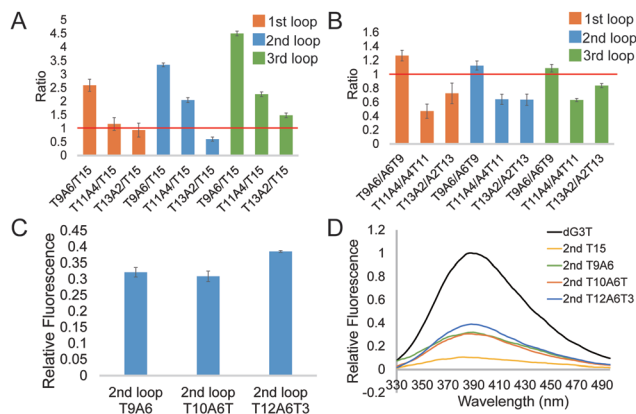 A
1st loop
2nd loop
3rd loop
Ratio
5
4.5
4
3.5
3
2.5
2
1.5
1
0.5
0
T9A6/T15
T11A4/T15
T13A2/T15
T9A6/T15
T11A4/T15
T13A2/T15
T9A6/T15
T11A4/T15
T13A2/T15
B
1st loop
2nd loop
3rd loop
Ratio
1.6
1.4
1.2
1
0.8
0.6
0.4
0.2
0
T9A6/A6T9
T11A4/A4T11
T13A2/A2T13
T9A6/A6T9
T11A4/A4T11
T13A2/A2T13
T9A6/A6T9
T11A4/A4T11
T13A2/A2T13
C
Relative Fluorescence
0.45
0.4
0.35
0.3
0.25
0.2
0.15
0.1
0.05
0
2nd loop 2nd loop 2nd loop
T9A6 T10A6T T12A6T3
D
dG3T
2nd T15
2nd T9A6
2nd T10A6T
2nd T12A6T3
Relative Fluorescence
1.2
1
0.8
0.6
0.4
0.2
0
-0.2
330 350 370 390 410 430 450 470 490
Wavelength (nm)